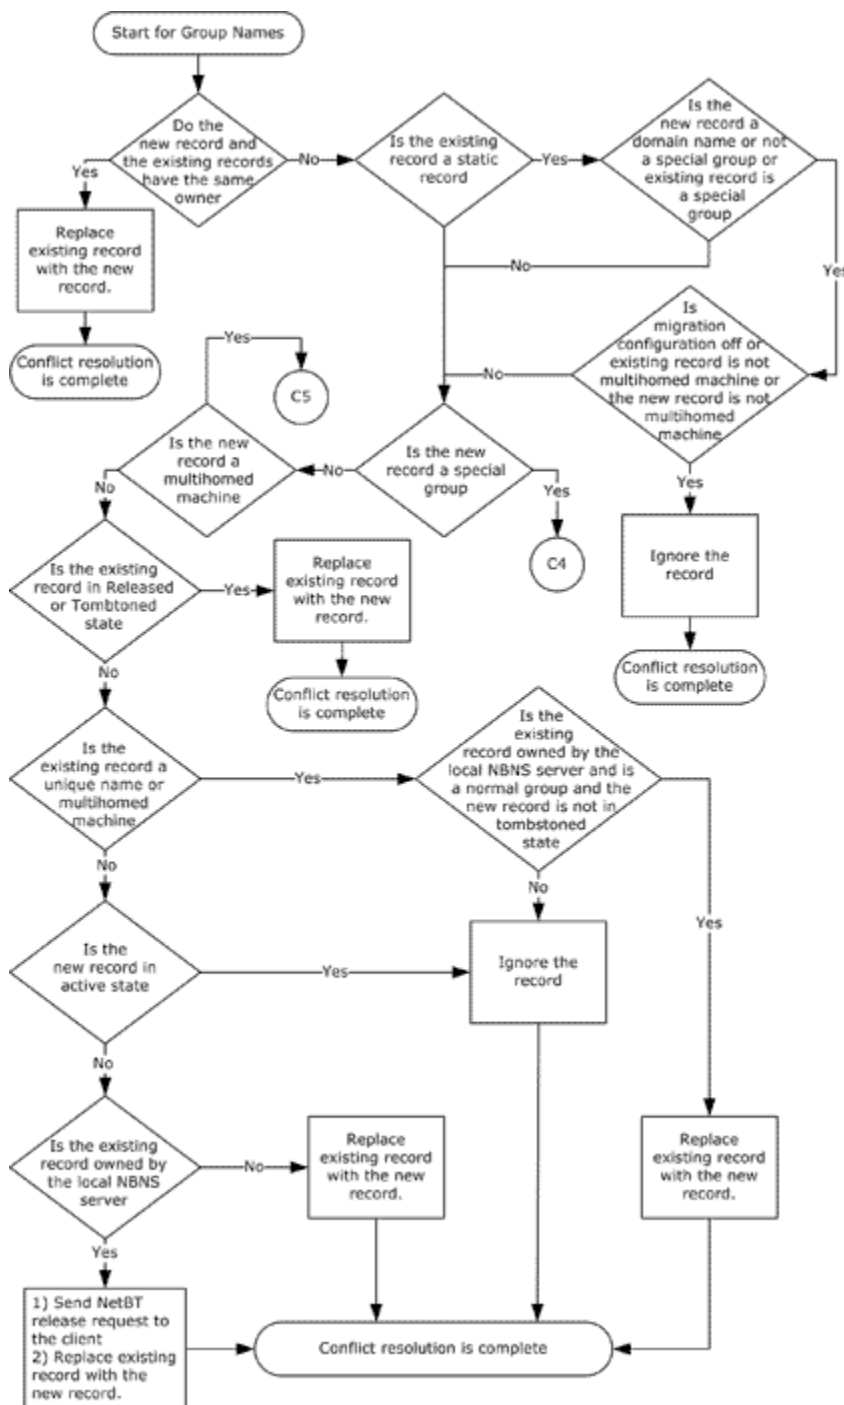 Start for Group Names
Do the
new record and
the existing records
have the same
owner
Yes
No
Is the existing
record a static
record
Yes
Is the
new record a
domain name or not
a special group or
existing record is
a special
group
Replace
existing record
with the new
record.
No
Yes
Conflict resolution
is complete
Yes
C5
No
Is
migration
configuration off or
existing record is not
multihomed machine or
the new record is not
multihomed
machine
Is the new
record a
multihomed
machine
No
Is the new
record a special
group
No
Yes
Yes
C4
Is the existing
record in Released
or Tombtoned
state
Yes
Replace
existing record
with the new
record.
Ignore the
record
No
Conflict resolution
is complete
Conflict resolution
is complete
Is the
existing record a
unique name or
multihomed
machine
Yes
Is the
existing
record owned by the
local NBNS server and is
a normal group and the
new record is not in
tombstoned
state
No
No
Yes
Is the
new record in
active state
Yes
Ignore the
record
No
Is the existing
record owned by
the local NBNS
server
No
Replace
existing record
with the new
record.
Replace
existing record
with the new
record.
Yes
1) Send NetBT
release request to
the client
2) Replace existing
record with the
new record.
Conflict resolution is complete